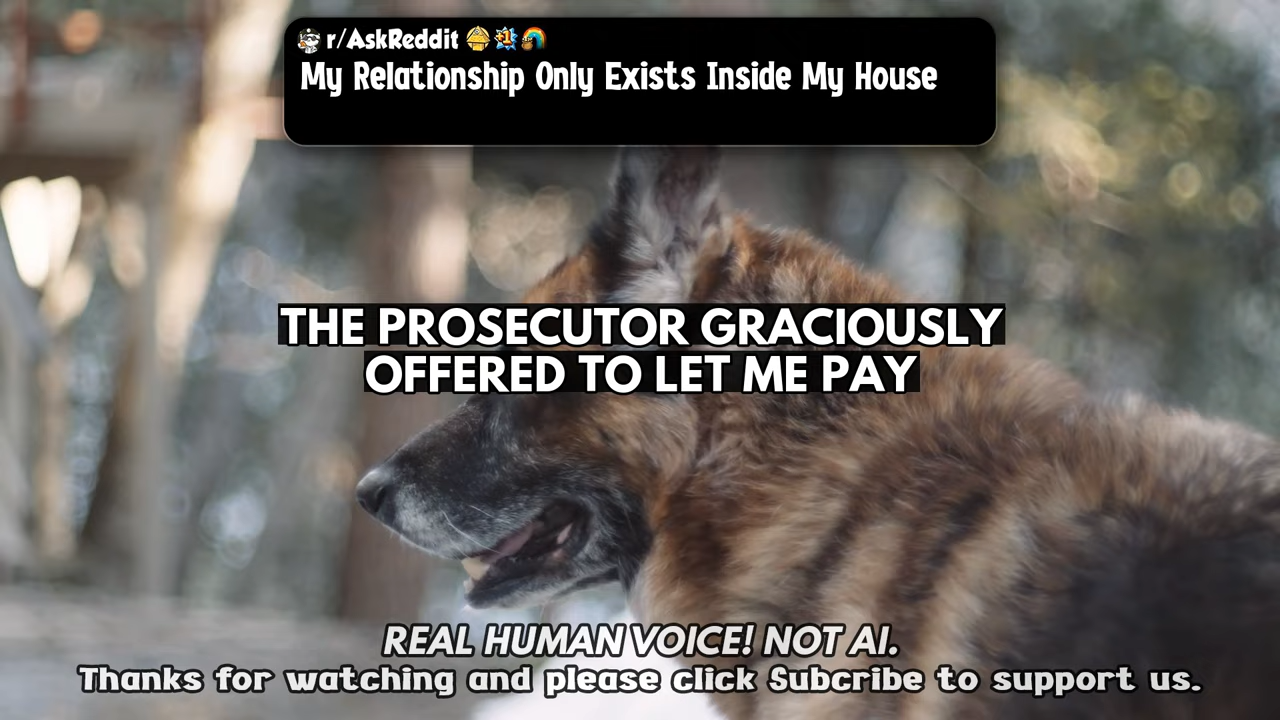 r/AskReddit
My Relationship Only Exists Inside My House
THE PROSECUTOR GRACIOUSLY
OFFERED TO LET ME PAY
REAL HUMAN VOICE! NOT AI.
Thanks for watching and please click Subcribe to support us.